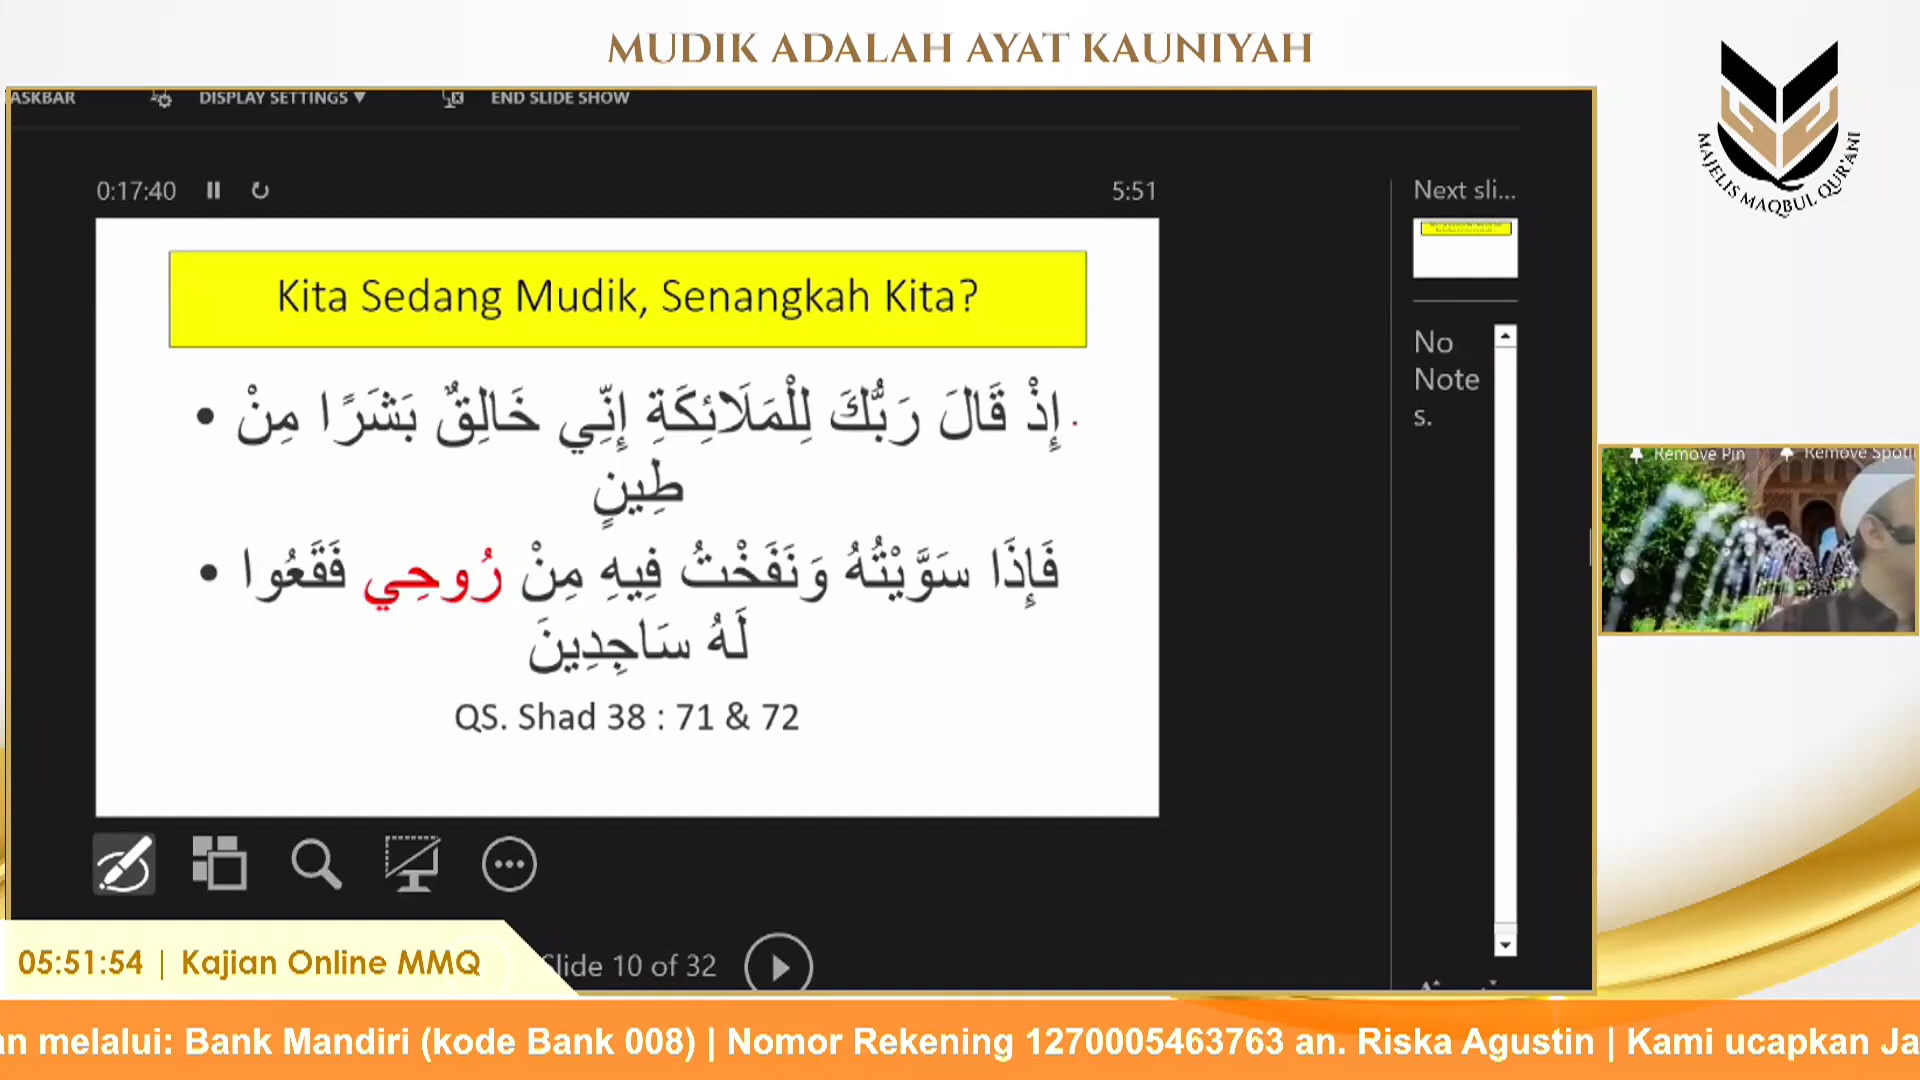 MUDIK ADALAH AYAT KAUNIYAH
ASKBAR
DISPLAY SETTINGS ▼
END SLIDE SHOW
MAJELIS MAQBUL QUR'ANI
0:17:40
5:51
Next sli...
Kita Sedang Mudik, Senangkah Kita?
• إِذْ قَالَ رَبُّكَ لِلْمَلَائِكَةِ إِنِّي خَالِقٌ بَشَرًا مِنْ
طِينٍ
• فَإِذَا سَوَّيْتُهُ وَنَفَخْتُ فِيهِ مِنْ رُوحِي فَقَعُوا
لَهُ سَاجِدِينَ
QS. Shad 38 : 71 & 72
No
Note
s.
Remove Pin
Remove Spotl
Slide 10 of 32
05:51:54 | Kajian Online MMQ
an melalui: Bank Mandiri (kode Bank 008) | Nomor Rekening 1270005463763 an. Riska Agustin | Kami ucapkan Ja